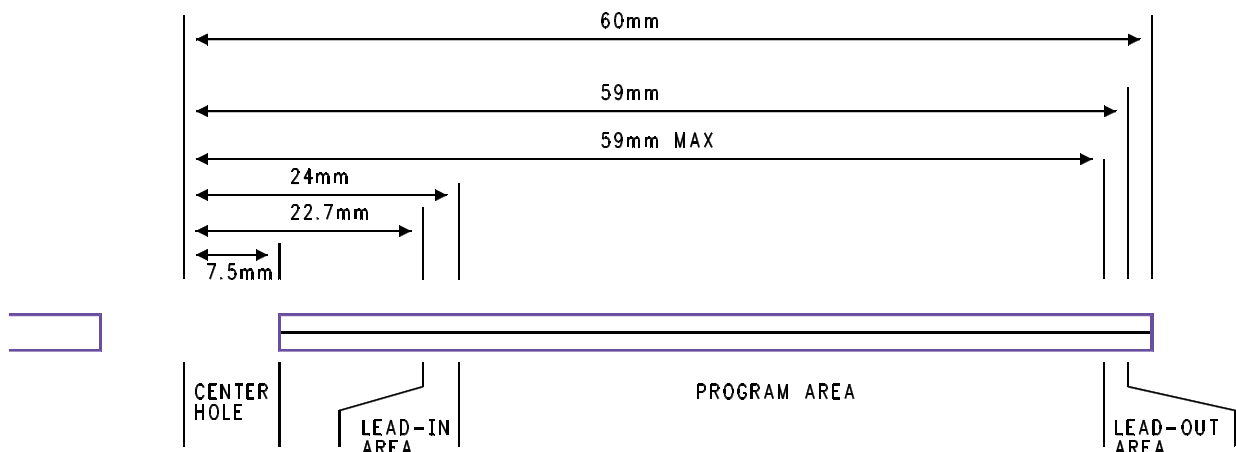 60mm
59mm
59mm MAX
24mm
22.7mm
7.5mm
CENTER
HOLE
LEAD-IN
AREA
PROGRAM AREA
LEAD-OUT
AREA